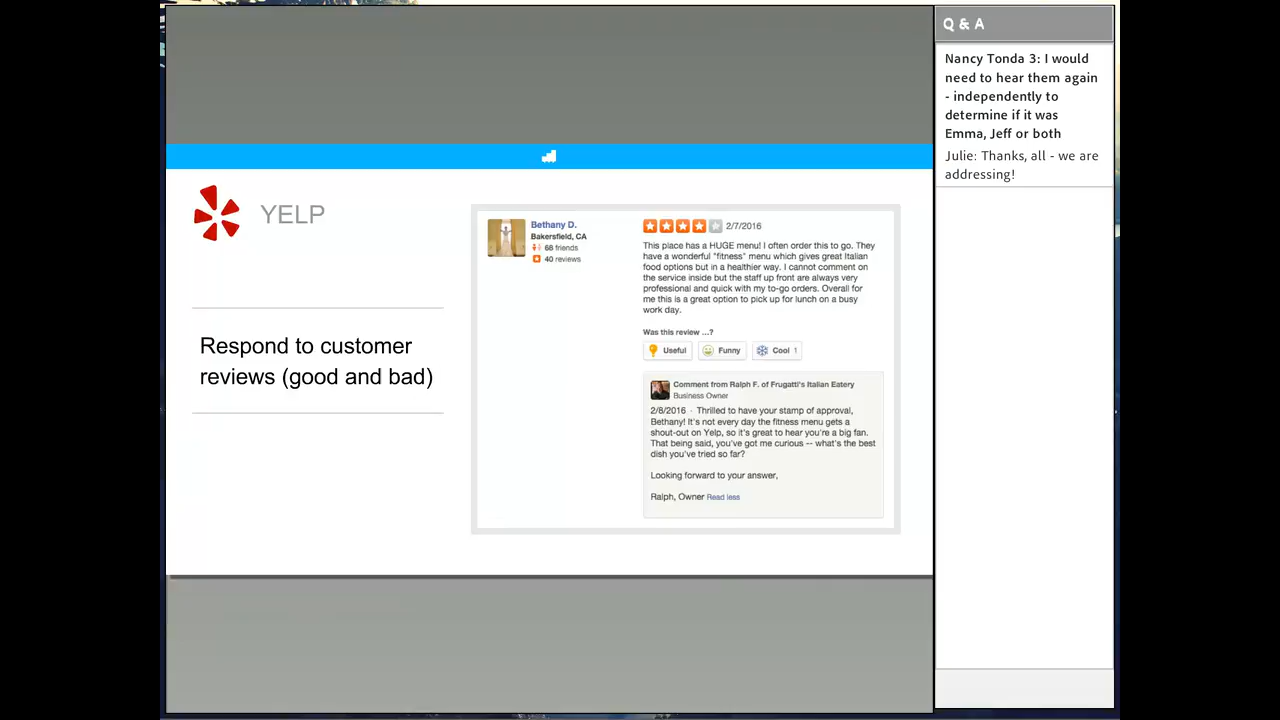 Q & A
Nancy Tonda 3: I would
need to hear them again
- independently to
determine if it was
Emma, Jeff or both
Julie: Thanks, all - we are
addressing!
YELP
Respond to customer
reviews (good and bad)
Bethany D.
Bakersfield, CA
68 friends
40 reviews
2/7/2016
This place has a HUGE menu! I often order this to go. They
have a wonderful "fitness" menu which gives great Italian
food options but in a healthier way. I cannot comment on
the service inside but the staff up front are always very
professional and quick with my to-go orders. Overall for
me this is a great option to pick up for lunch on a busy
work day.
Was this review ...?
Useful
Funny
Cool 1
Comment from Ralph F. of Frugatti's Italian Eatery
Business Owner
2/8/2016 · Thrilled to have your stamp of approval,
Bethany! It's not every day the fitness menu gets a
shout-out on Yelp, so it's great to hear you're a big fan.
That being said, you've got me curious -- what's the best
dish you've tried so far?
Looking forward to your answer,
Ralph, Owner Read less